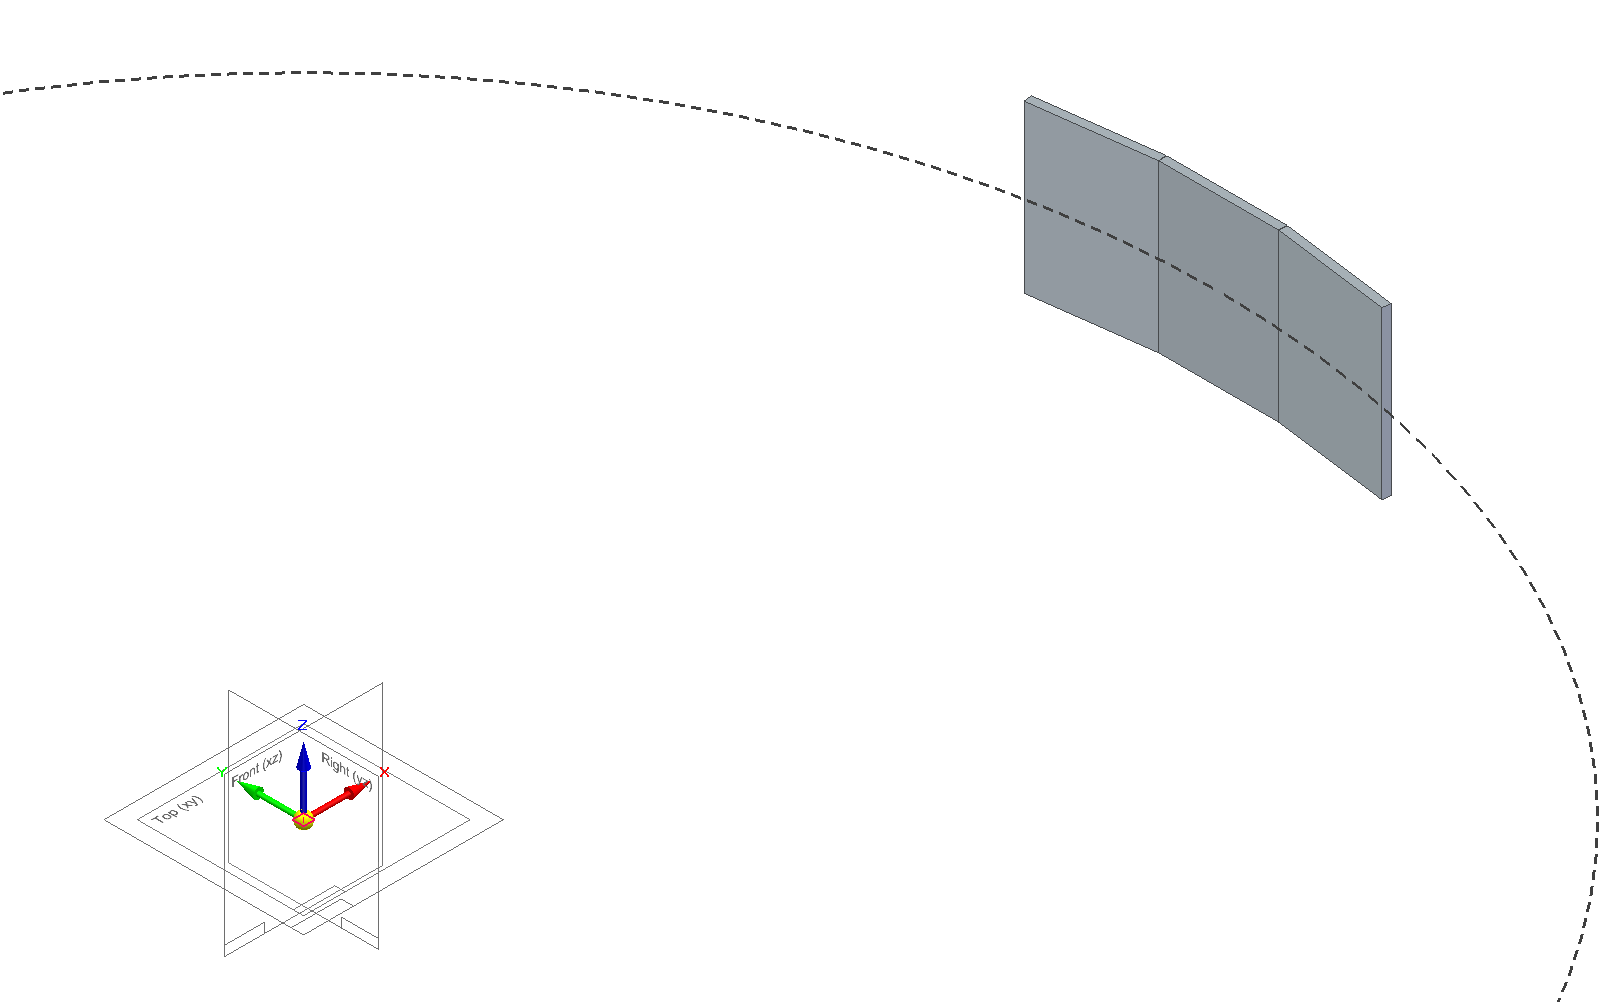 Z
Y
X
Front (xz)
Right (yz)
Top (xy)